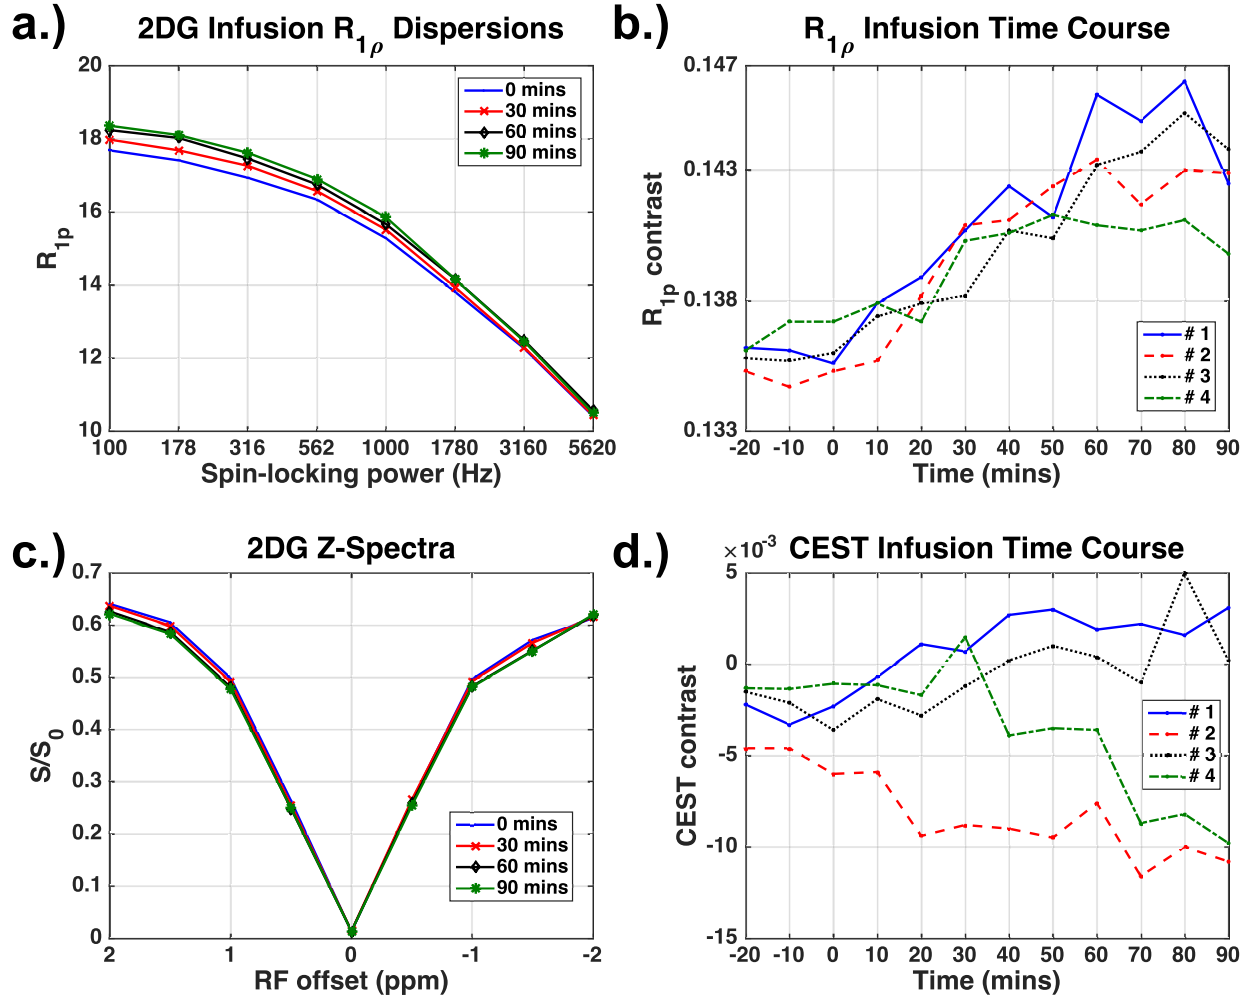 a.)
2DG Infusion R1ρ Dispersions
20
18
16
14
12
10
R1p
0 mins
30 mins
60 mins
90 mins
100 178 316 562 1000 1780 3160 5620
Spin-locking power (Hz)
b.)
R1ρ Infusion Time Course
0.147
0.143
0.138
0.133
R1p contrast
# 1
# 2
# 3
# 4
-20 -10 0 10 20 30 40 50 60 70 80 90
Time (mins)
c.)
2DG Z-Spectra
0.7
0.6
0.5
0.4
0.3
0.2
0.1
0
S/S0
0 mins
30 mins
60 mins
90 mins
2 1 0 -1 -2
RF offset (ppm)
d.)
×10-3
CEST Infusion Time Course
5
0
-5
-10
-15
CEST contrast
# 1
# 2
# 3
# 4
-20 -10 0 10 20 30 40 50 60 70 80 90
Time (mins)